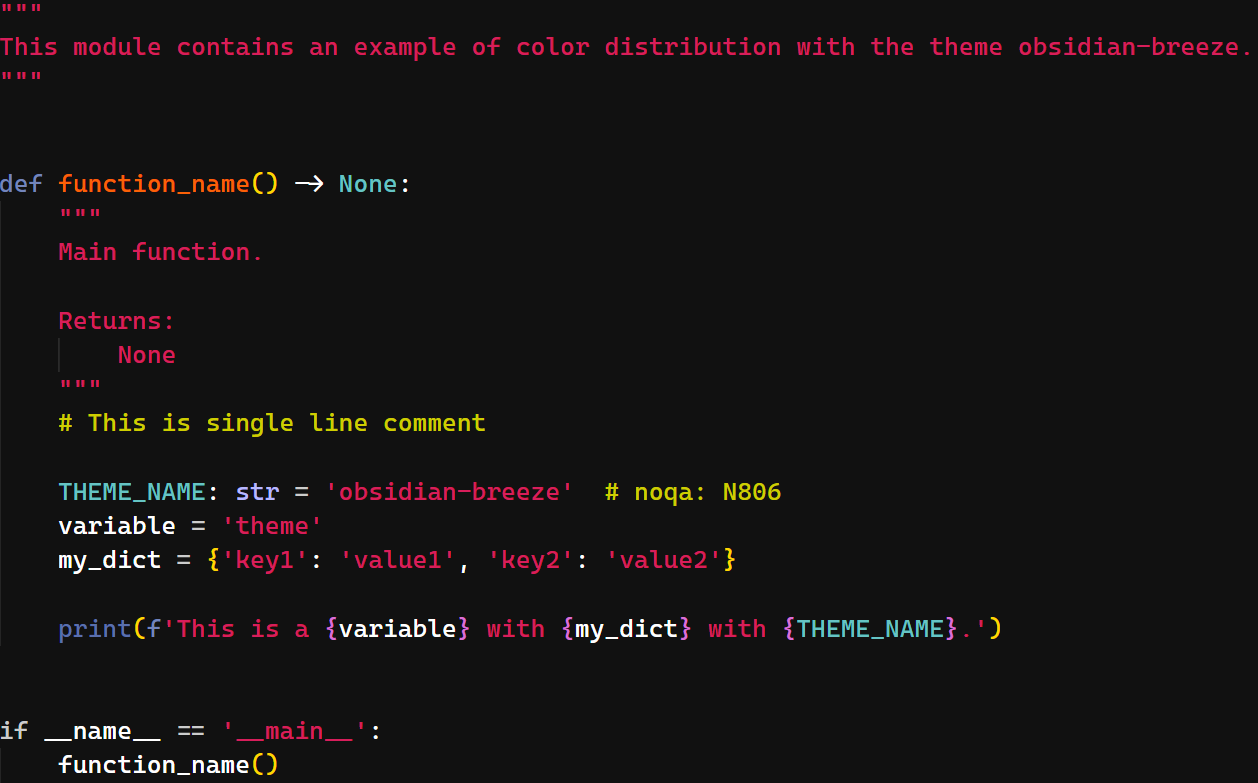 """
This module contains an example of color distribution with the theme obsidian-breeze.
"""
def function_name() -> None:
    """
    Main function.
    Returns:
        None
    """
    # This is single line comment
    THEME_NAME: str = 'obsidian-breeze'  # noqa: N806
    variable = 'theme'
    my_dict = {'key1': 'value1', 'key2': 'value2'}
    print(f'This is a {variable} with {my_dict} with {THEME_NAME}.')
if __name__ == '__main__':
    function_name()